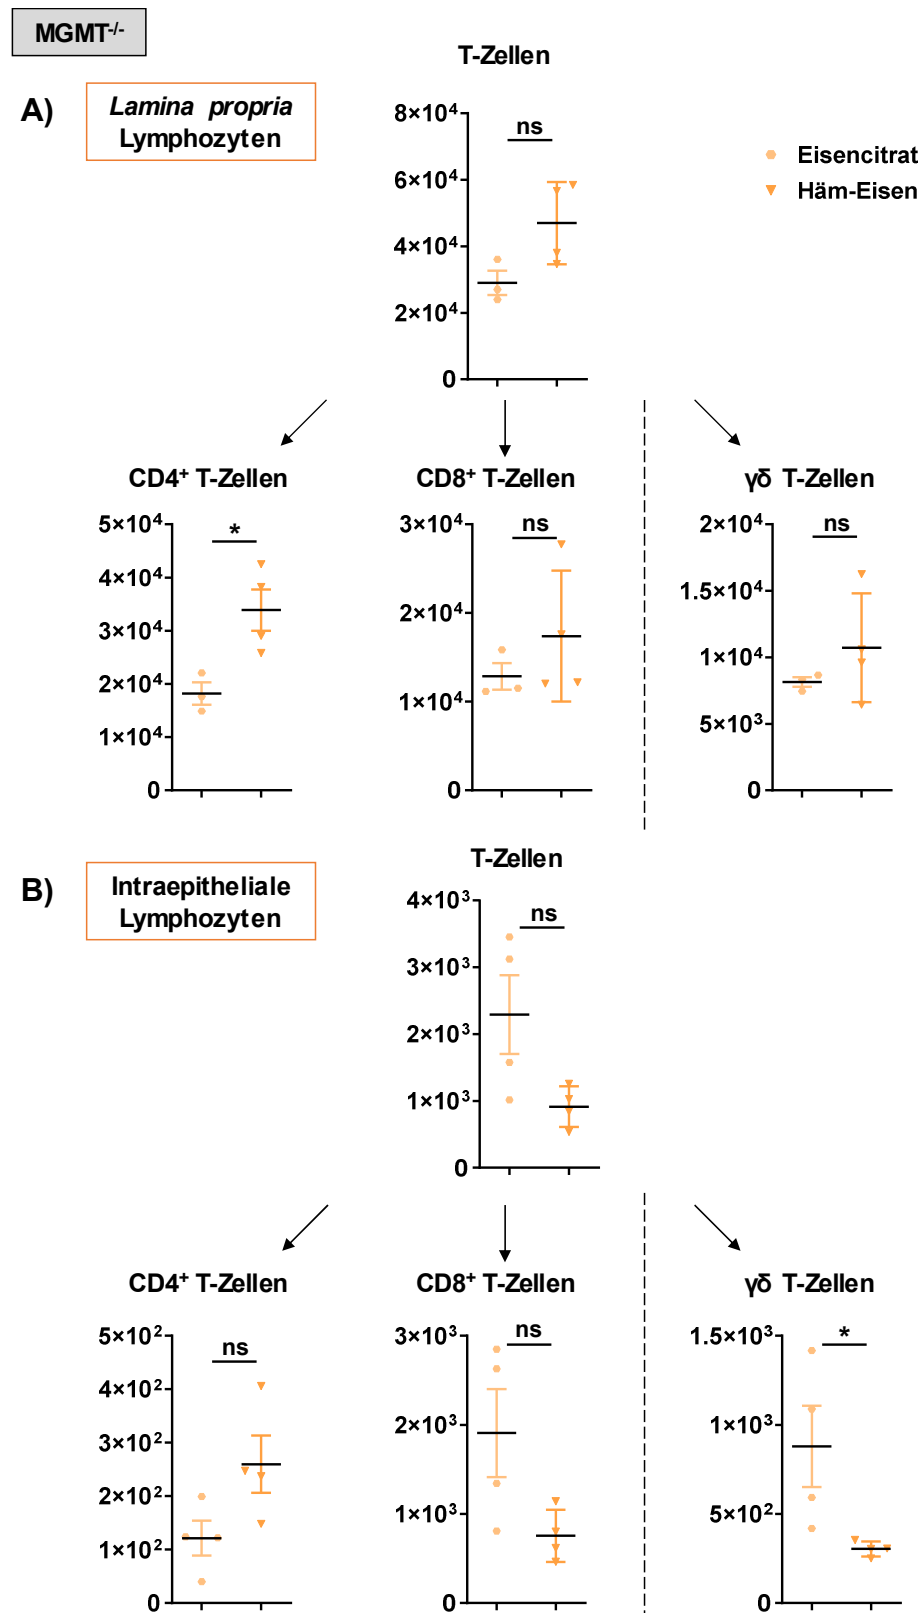 MGMT-/-
T-Zellen
A)
Lamina propria
Lymphozyten
8×10⁴
6×10⁴
4×10⁴
2×10⁴
0
ns
Eisencitrat
Häm-Eisen
CD4⁺ T-Zellen
5×10⁴
4×10⁴
3×10⁴
2×10⁴
1×10⁴
0
*
CD8⁺ T-Zellen
3×10⁴
2×10⁴
1×10⁴
0
ns
γδ T-Zellen
2×10⁴
1.5×10⁴
1×10⁴
5×10³
0
ns
B)
Intraepitheliale
Lymphozyten
T-Zellen
4×10³
3×10³
2×10³
1×10³
0
ns
CD4⁺ T-Zellen
5×10²
4×10²
3×10²
2×10²
1×10²
0
ns
CD8⁺ T-Zellen
3×10³
2×10³
1×10³
0
ns
γδ T-Zellen
1.5×10³
1×10³
5×10²
0
*